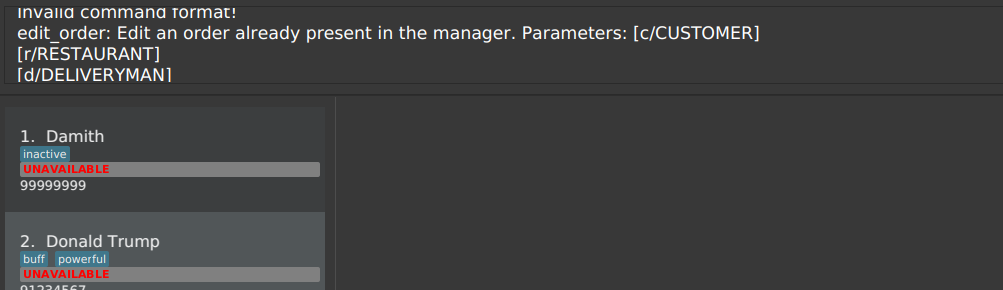 Invalid command format!
edit_order: Edit an order already present in the manager. Parameters: [c/CUSTOMER]
[r/RESTAURANT]
[d/DELIVERYMAN]
1. Damith
inactive
UNAVAILABLE
99999999
2. Donald Trump
buff powerful
UNAVAILABLE
91234567